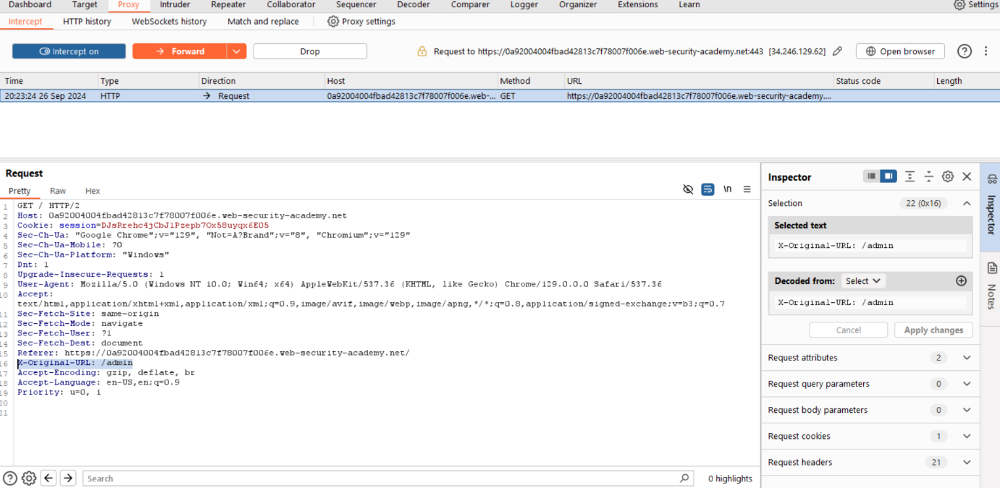 Dashboard Target Proxy Intruder Repeater Collaborator Sequencer Decoder Comparer Logger Organizer Extensions Learn Settings
Intercept HTTP history WebSockets history Match and replace Proxy settings
Intercept on Forward Drop Request to https://0a92004004fbad42813c7f78007f006e.web-security-academy.net:443 [34.246.129.62] Open browser ?
Time Type Direction Host Method URL Status code Length
20:23:24 26 Sep 2024 HTTP → Request 0a92004004fbad42813c7f78007f006e.web-... GET https://0a92004004fbad42813c7f78007f006e.web-security-academy....
Request
Pretty Raw Hex \n
1 GET / HTTP/2
2 Host: 0a92004004fbad42813c7f78007f006e.web-security-academy.net
3 Cookie: session=DJsRrehc4jCbJ1Pzepb7Ox58uyqx6E05
4 Sec-Ch-Ua: "Google Chrome";v="129", "Not=A?Brand";v="8", "Chromium";v="129"
5 Sec-Ch-Ua-Mobile: ?0
6 Sec-Ch-Ua-Platform: "Windows"
7 Dnt: 1
8 Upgrade-Insecure-Requests: 1
9 User-Agent: Mozilla/5.0 (Windows NT 10.0; Win64; x64) AppleWebKit/537.36 (KHTML, like Gecko) Chrome/129.0.0.0 Safari/537.36
10 Accept:
text/html,application/xhtml+xml,application/xml;q=0.9,image/avif,image/webp,image/apng,*/*;q=0.8,application/signed-exchange;v=b3;q=0.7
11 Sec-Fetch-Site: same-origin
12 Sec-Fetch-Mode: navigate
13 Sec-Fetch-User: ?1
14 Sec-Fetch-Dest: document
15 Referer: https://0a92004004fbad42813c7f78007f006e.web-security-academy.net/
16 X-Original-URL: /admin
17 Accept-Encoding: gzip, deflate, br
18 Accept-Language: en-US,en;q=0.9
19 Priority: u=0, i
20
21
? Search 0 highlights
Inspector
Selection 22 (0x16)
Selected text
X-Original-URL: /admin
Decoded from: Select
X-Original-URL: /admin
Cancel Apply changes
Request attributes 2
Request query parameters 0
Request body parameters 0
Request cookies 1
Request headers 21
Inspector
Notes